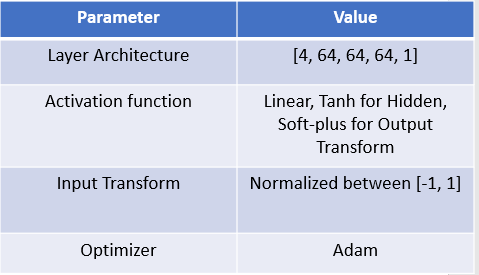 Parameter Value
Layer Architecture [4, 64, 64, 64, 1]
Activation function Linear, Tanh for Hidden,
Soft-plus for Output
Transform
Input Transform Normalized between [-1, 1]
Optimizer Adam